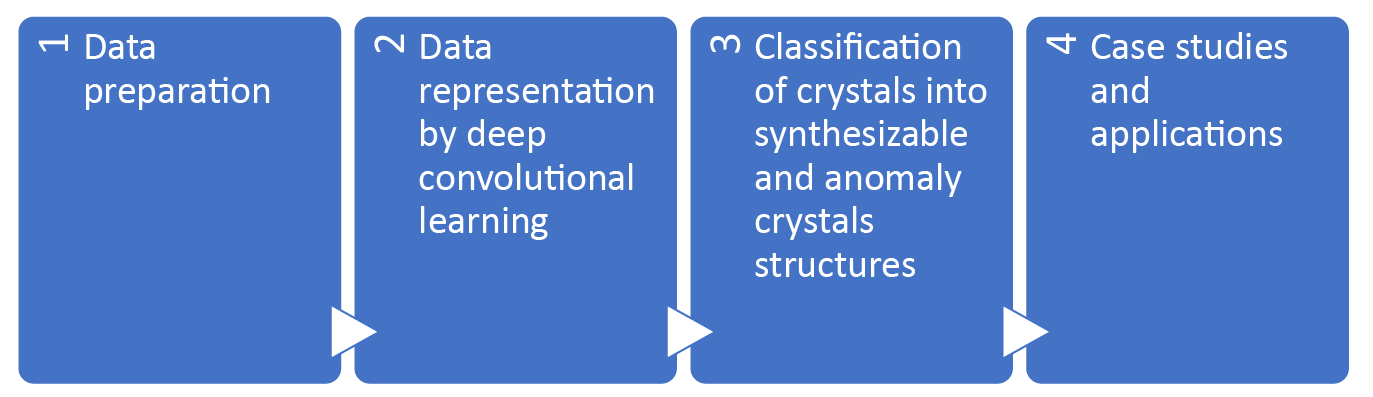 1
Data
preparation
2
Data
representation
by deep
convolutional
learning
3
Classification
of crystals into
synthesizable
and anomaly
crystals
structures
4
Case studies
and
applications